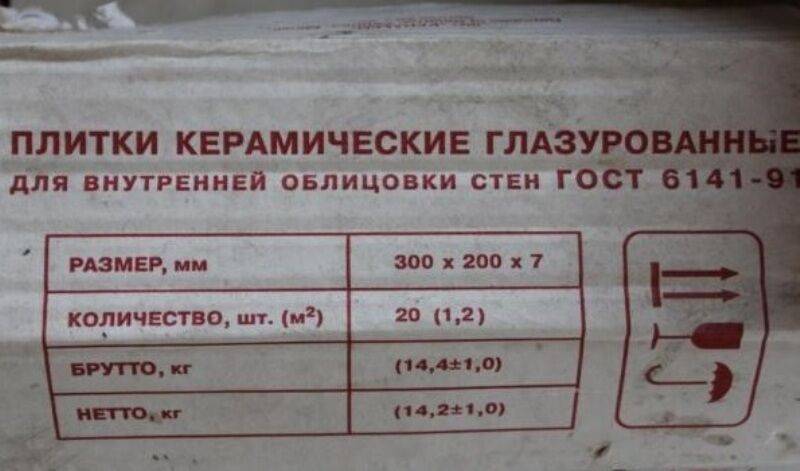 ПЛИТКИ КЕРАМИЧЕСКИЕ ГЛАЗУРОВАННЫЕ
ДЛЯ ВНУТРЕННЕЙ ОБЛИЦОВКИ СТЕН ГОСТ 6141-91
РАЗМЕР, мм 300 x 200 x 7
КОЛИЧЕСТВО, шт. (м²) 20 (1,2)
БРУТТО, кг (14,4±1,0)
НЕТТО, кг (14,2±1,0)